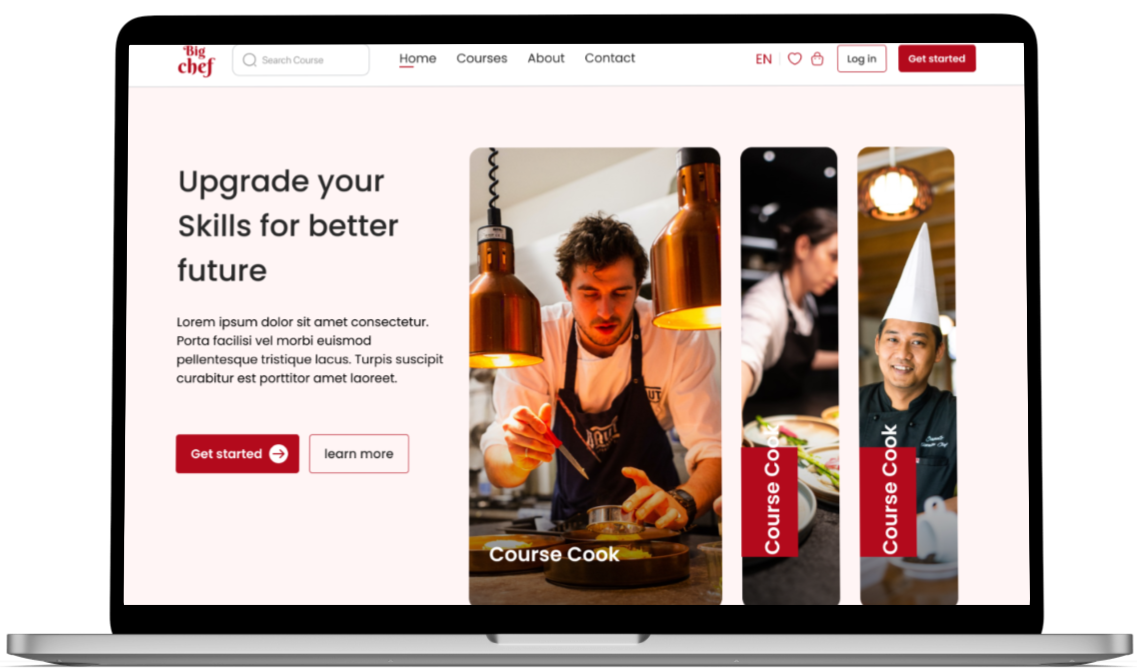 Big
chef
Search Course
Home
Courses
About
Contact
EN
Log in
Get started
Upgrade your
Skills for better
future
Lorem ipsum dolor sit amet consectetur.
Porta facilisi vel morbi euismod
pellentesque tristique lacus. Turpis suscipit
curabitur est porttitor amet laoreet.
Get started
learn more
Course Cook
Course Cook
Course Cook